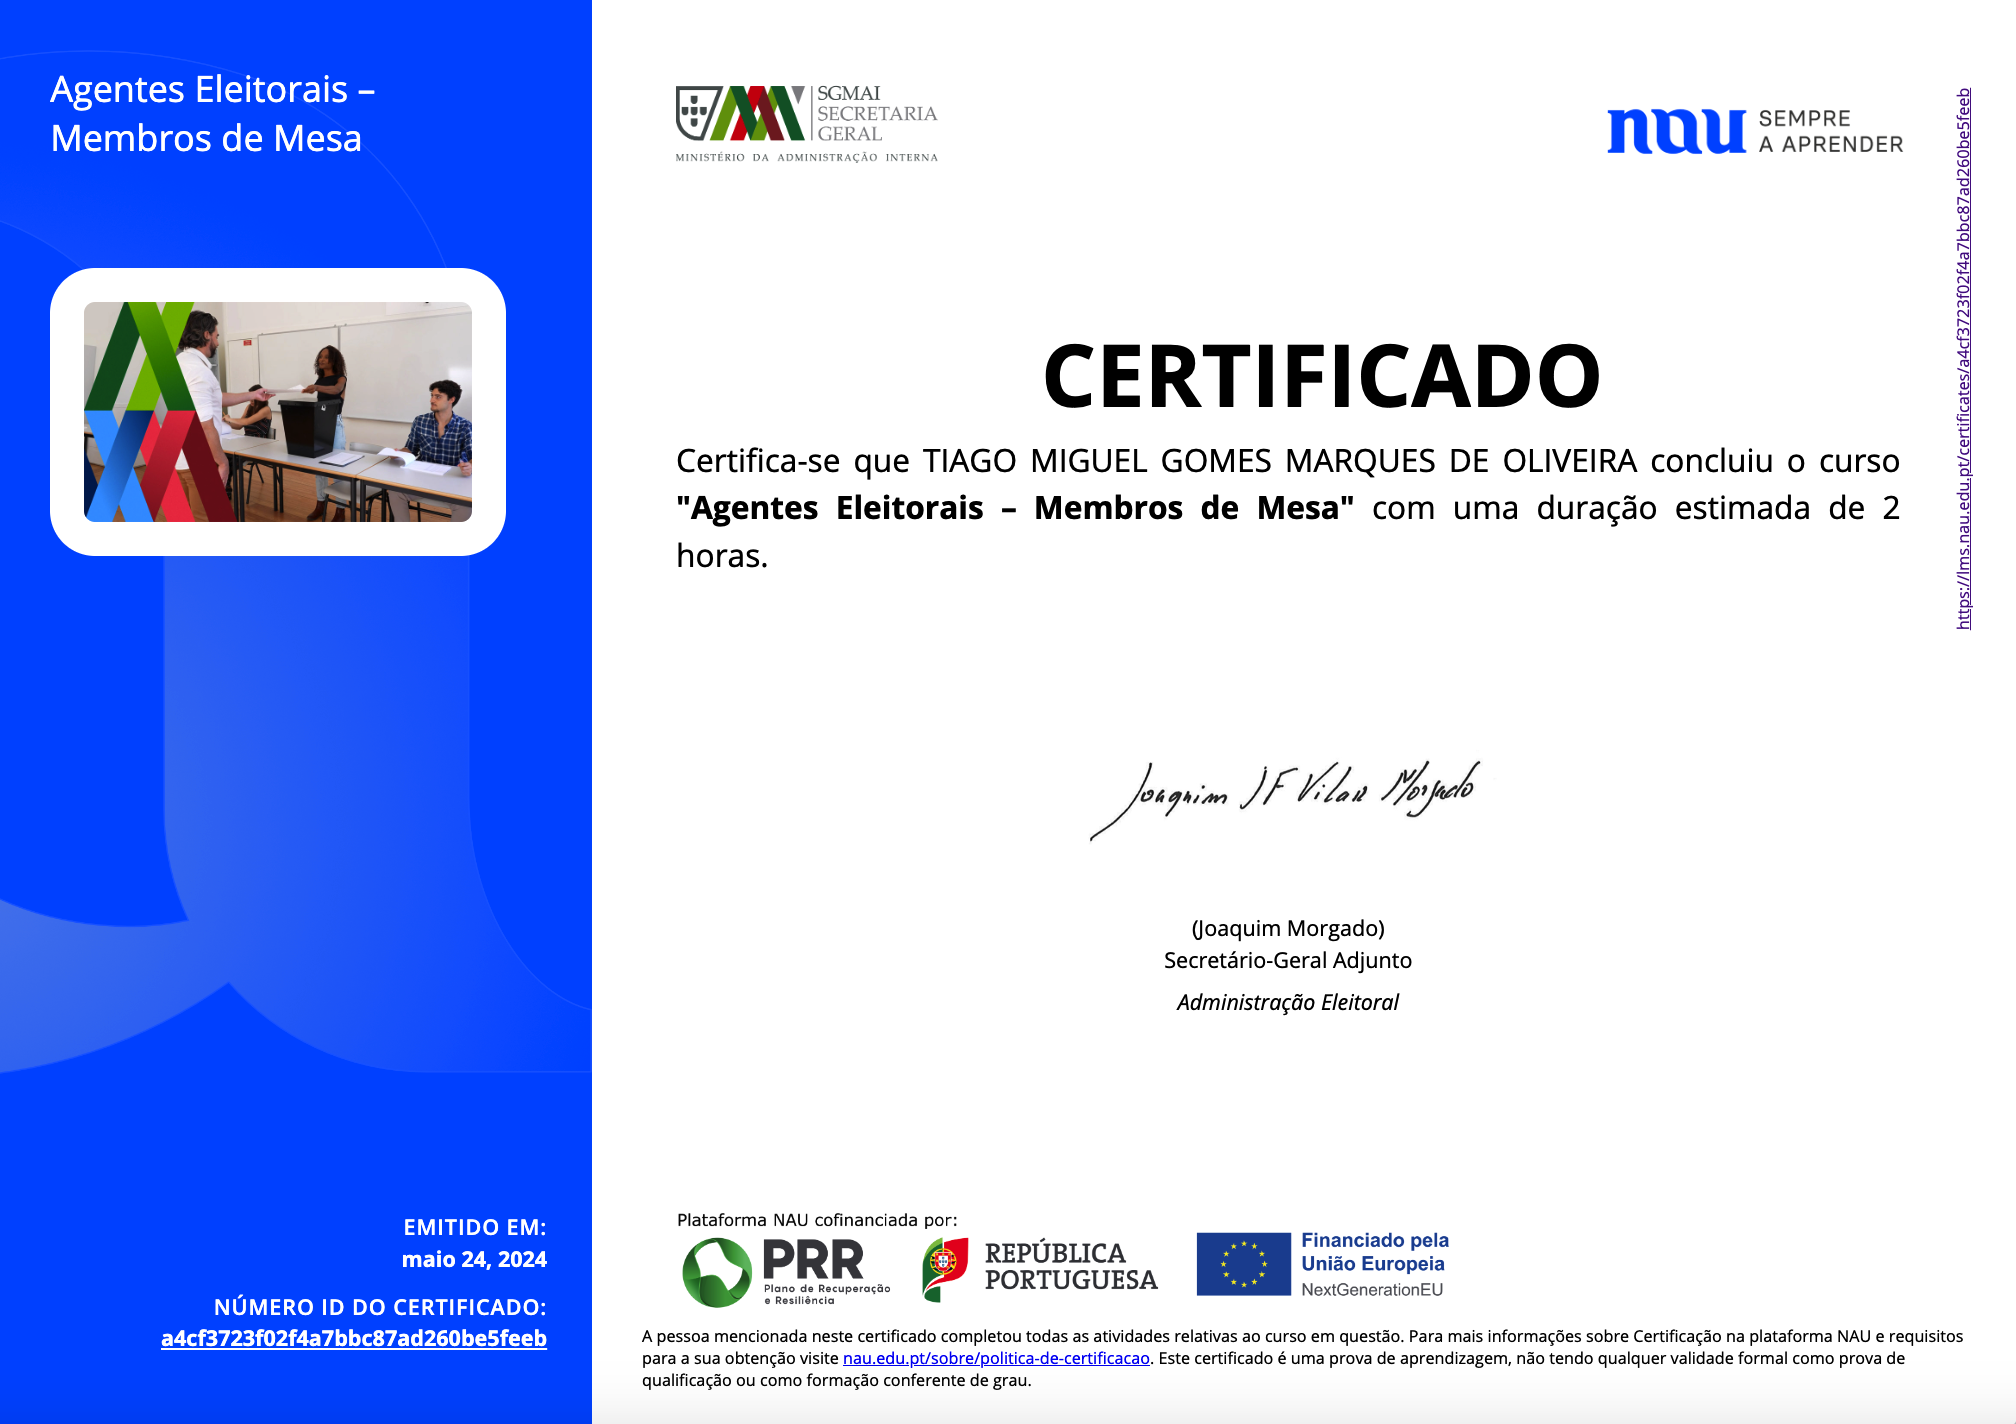 Agentes Eleitorais –
Membros de Mesa
SGMAI
SECRETARIA
GERAL
MINISTÉRIO DA ADMINISTRAÇÃO INTERNA
nau SEMPRE
A APRENDER
https://lms.nau.edu.pt/certificates/a4cf3723f02f4a7bbc87ad260be5feeb
CERTIFICADO
Certifica-se que TIAGO MIGUEL GOMES MARQUES DE OLIVEIRA concluiu o curso
"Agentes Eleitorais – Membros de Mesa" com uma duração estimada de 2
horas.
Joaquim JF Vilar Morgado
(Joaquim Morgado)
Secretário-Geral Adjunto
Administração Eleitoral
EMITIDO EM:
maio 24, 2024
NÚMERO ID DO CERTIFICADO:
a4cf3723f02f4a7bbc87ad260be5feeb
Plataforma NAU cofinanciada por:
PRR
Plano de Recuperação
e Resiliência
REPÚBLICA
PORTUGUESA
Financiado pela
União Europeia
NextGenerationEU
A pessoa mencionada neste certificado completou todas as atividades relativas ao curso em questão. Para mais informações sobre Certificação na plataforma NAU e requisitos
para a sua obtenção visite nau.edu.pt/sobre/politica-de-certificacao. Este certificado é uma prova de aprendizagem, não tendo qualquer validade formal como prova de
qualificação ou como formação conferente de grau.